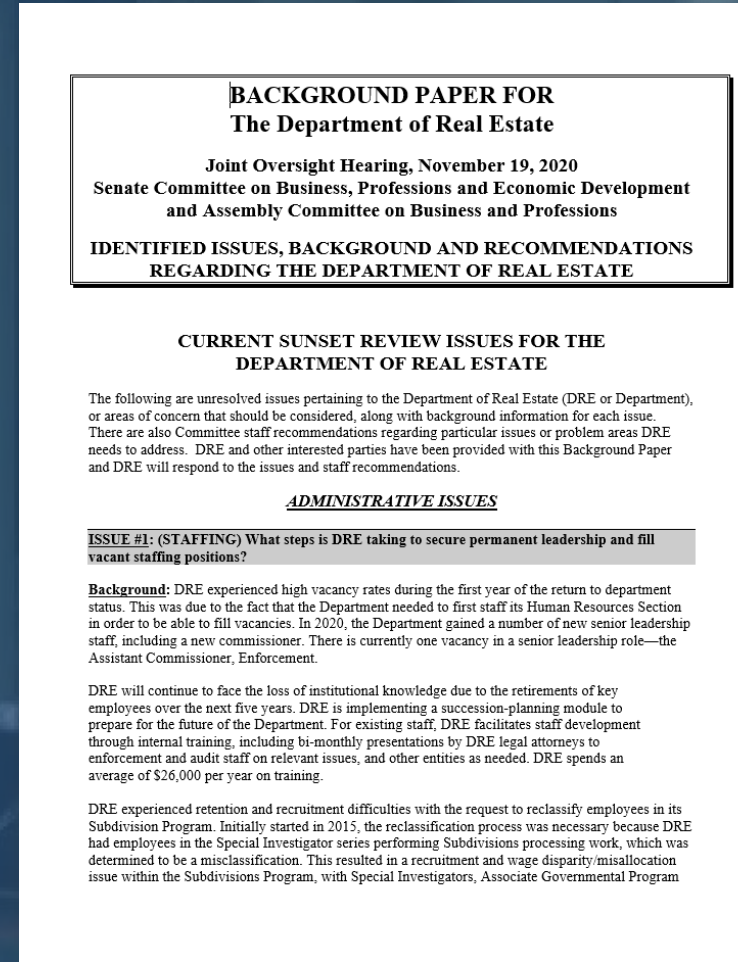 BACKGROUND PAPER FOR
The Department of Real Estate
Joint Oversight Hearing, November 19, 2020
Senate Committee on Business, Professions and Economic Development
and Assembly Committee on Business and Professions
IDENTIFIED ISSUES, BACKGROUND AND RECOMMENDATIONS
REGARDING THE DEPARTMENT OF REAL ESTATE
CURRENT SUNSET REVIEW ISSUES FOR THE
DEPARTMENT OF REAL ESTATE
The following are unresolved issues pertaining to the Department of Real Estate (DRE or Department),
or areas of concern that should be considered, along with background information for each issue.
There are also Committee staff recommendations regarding particular issues or problem areas DRE
needs to address.  DRE and other interested parties have been provided with this Background Paper
and DRE will respond to the issues and staff recommendations.
ADMINISTRATIVE ISSUES
ISSUE #1: (STAFFING) What steps is DRE taking to secure permanent leadership and fill
vacant staffing positions?
Background: DRE experienced high vacancy rates during the first year of the return to department
status. This was due to the fact that the Department needed to first staff its Human Resources Section
in order to be able to fill vacancies. In 2020, the Department gained a number of new senior leadership
staff, including a new commissioner. There is currently one vacancy in a senior leadership role—the
Assistant Commissioner, Enforcement.
DRE will continue to face the loss of institutional knowledge due to the retirements of key
employees over the next five years. DRE is implementing a succession-planning module to
prepare for the future of the Department. For existing staff, DRE facilitates staff development
through internal training, including bi-monthly presentations by DRE legal attorneys to
enforcement and audit staff on relevant issues, and other entities as needed. DRE spends an
average of $26,000 per year on training.
DRE experienced retention and recruitment difficulties with the request to reclassify employees in its
Subdivision Program. Initially started in 2015, the reclassification process was necessary because DRE
had employees in the Special Investigator series performing Subdivisions processing work, which was
determined to be a misclassification. This resulted in a recruitment and wage disparity/misallocation
issue within the Subdivisions Program, with Special Investigators, Associate Governmental Program